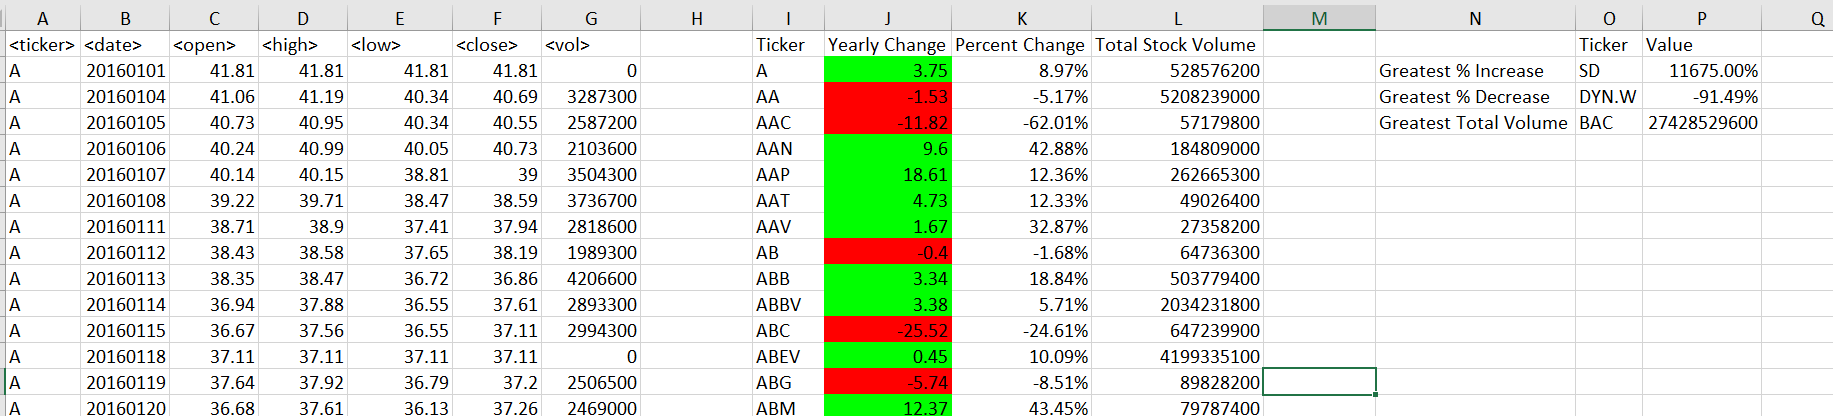 A B C D E F G H I J K L M N O P Q
<ticker> <date> <open> <high> <low> <close> <vol> Ticker Yearly Change Percent Change Total Stock Volume Ticker Value
A 20160101 41.81 41.81 41.81 41.81 0 A 3.75 8.97% 528576200 Greatest % Increase SD 11675.00%
A 20160104 41.06 41.19 40.34 40.69 3287300 AA -1.53 -5.17% 5208239000 Greatest % Decrease DYN.W -91.49%
A 20160105 40.73 40.95 40.34 40.55 2587200 AAC -11.82 -62.01% 57179800 Greatest Total Volume BAC 27428529600
A 20160106 40.24 40.99 40.05 40.73 2103600 AAN 9.6 42.88% 184809000
A 20160107 40.14 40.15 38.81 39 3504300 AAP 18.61 12.36% 262665300
A 20160108 39.22 39.71 38.47 38.59 3736700 AAT 4.73 12.33% 49026400
A 20160111 38.71 38.9 37.41 37.94 2818600 AAV 1.67 32.87% 27358200
A 20160112 38.43 38.58 37.65 38.19 1989300 AB -0.4 -1.68% 64736300
A 20160113 38.35 38.47 36.72 36.86 4206600 ABB 3.34 18.84% 503779400
A 20160114 36.94 37.88 36.55 37.61 2893300 ABBV 3.38 5.71% 2034231800
A 20160115 36.67 37.56 36.55 37.11 2994300 ABC -25.52 -24.61% 647239900
A 20160118 37.11 37.11 37.11 37.11 0 ABEV 0.45 10.09% 4199335100
A 20160119 37.64 37.92 36.79 37.2 2506500 ABG -5.74 -8.51% 89828200
A 20160120 36.68 37.61 36.13 37.26 2469000 ABM 12.37 43.45% 79787400